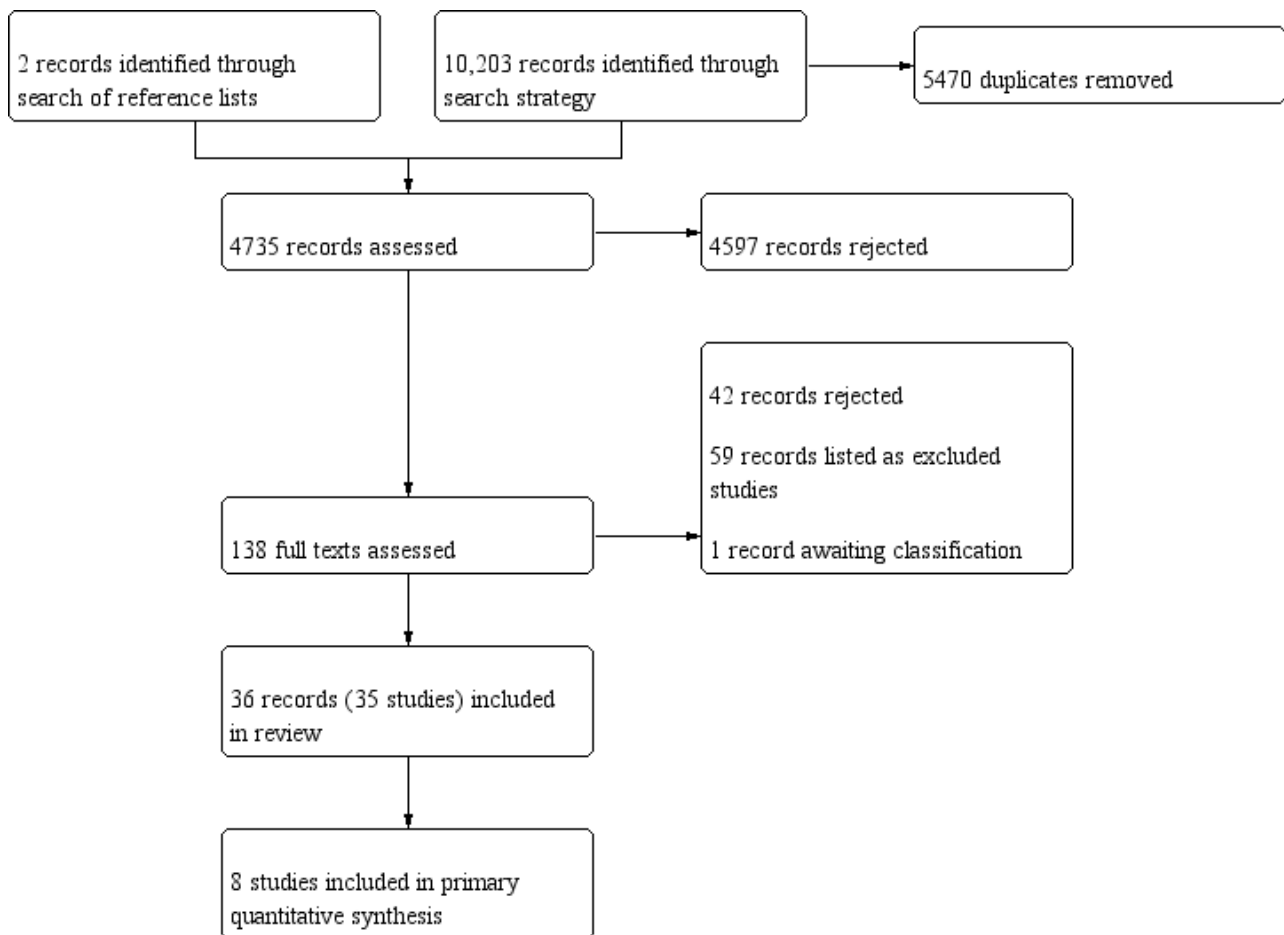 2 records identified through
search of reference lists
10,203 records identified through
search strategy
5470 duplicates removed
4735 records assessed
4597 records rejected
42 records rejected
59 records listed as excluded
studies
1 record awaiting classification
138 full texts assessed
36 records (35 studies) included
in review
8 studies included in primary
quantitative synthesis